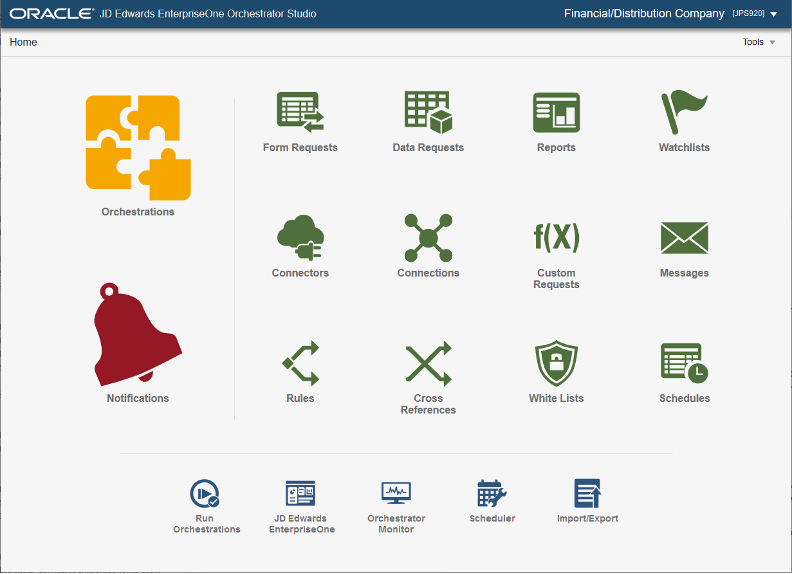 ORACLE JD Edwards EnterpriseOne Orchestrator Studio
Financial/Distribution Company [JPS920]
Home
Tools
Form Requests
Data Requests
Reports
Watchlists
Orchestrations
Connectors
Connections
f(X)
Custom
Requests
Messages
Notifications
Rules
Cross
References
White Lists
Schedules
Run
Orchestrations
JD Edwards
EnterpriseOne
Orchestrator
Monitor
Scheduler
Import/Export